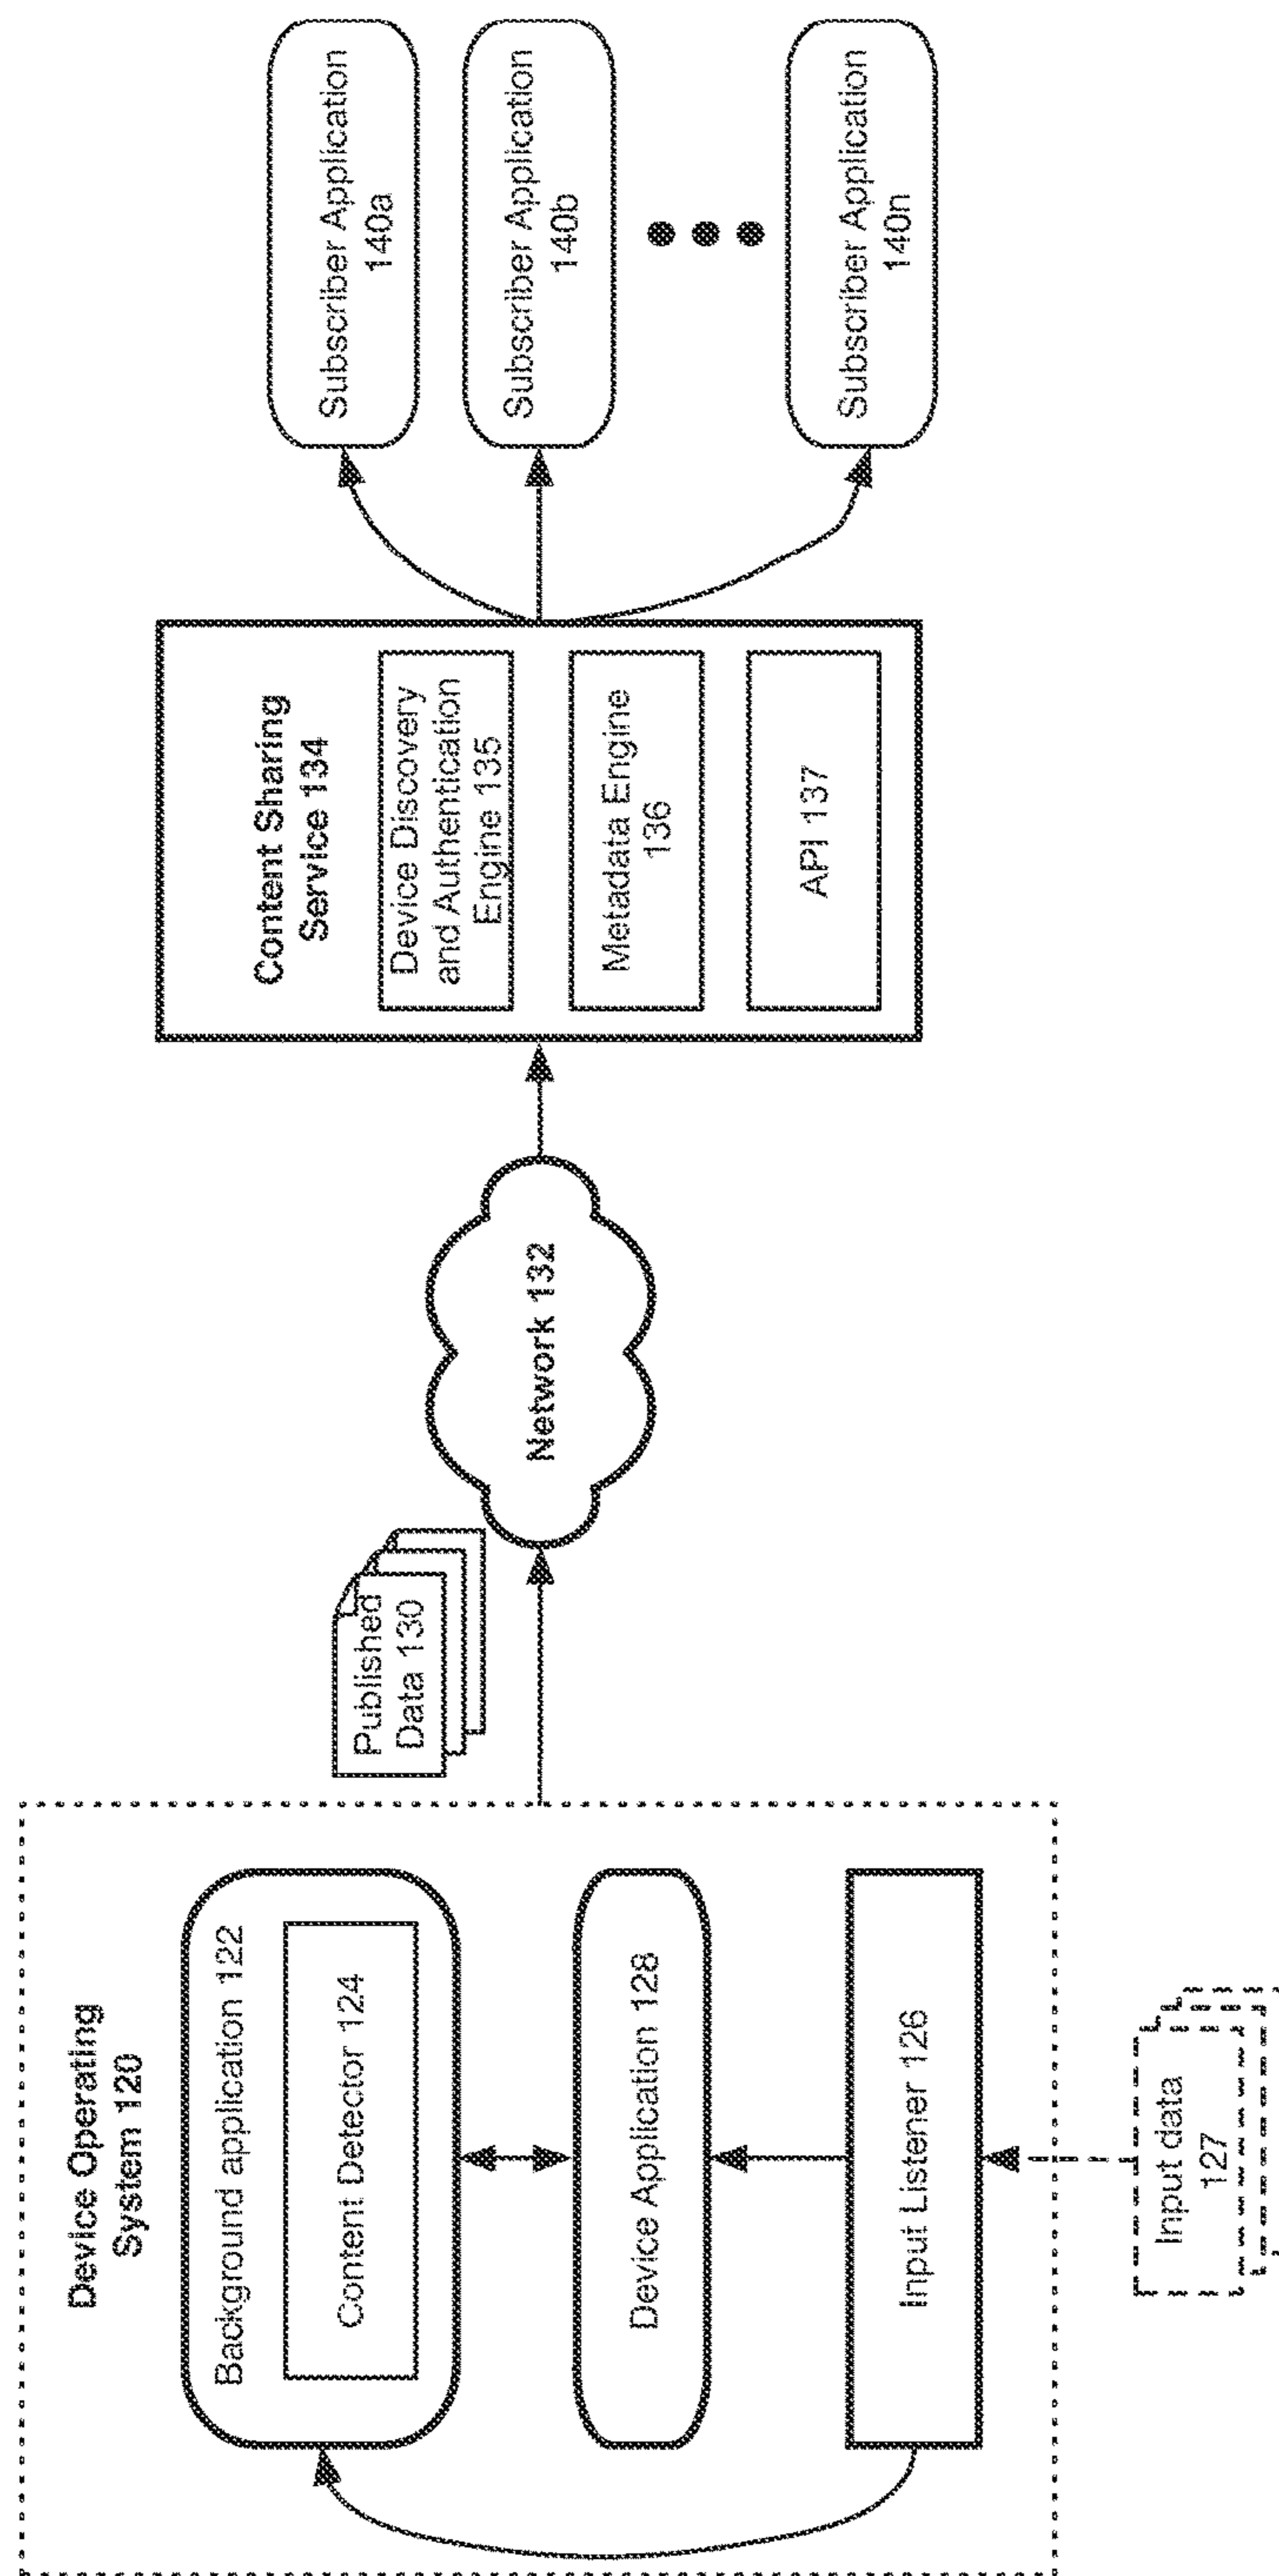 Device Operating
System 120
Background application 122
Content Detector 124
Device Application 128
Input Listener 126
Input data
127
Published
Data 130
Network 132
Content Sharing
Service 134
Device Discovery
and Authentication
Engine 135
Metadata Engine
136
API 137
Subscriber Application
140a
Subscriber Application
140b
Subscriber Application
140n